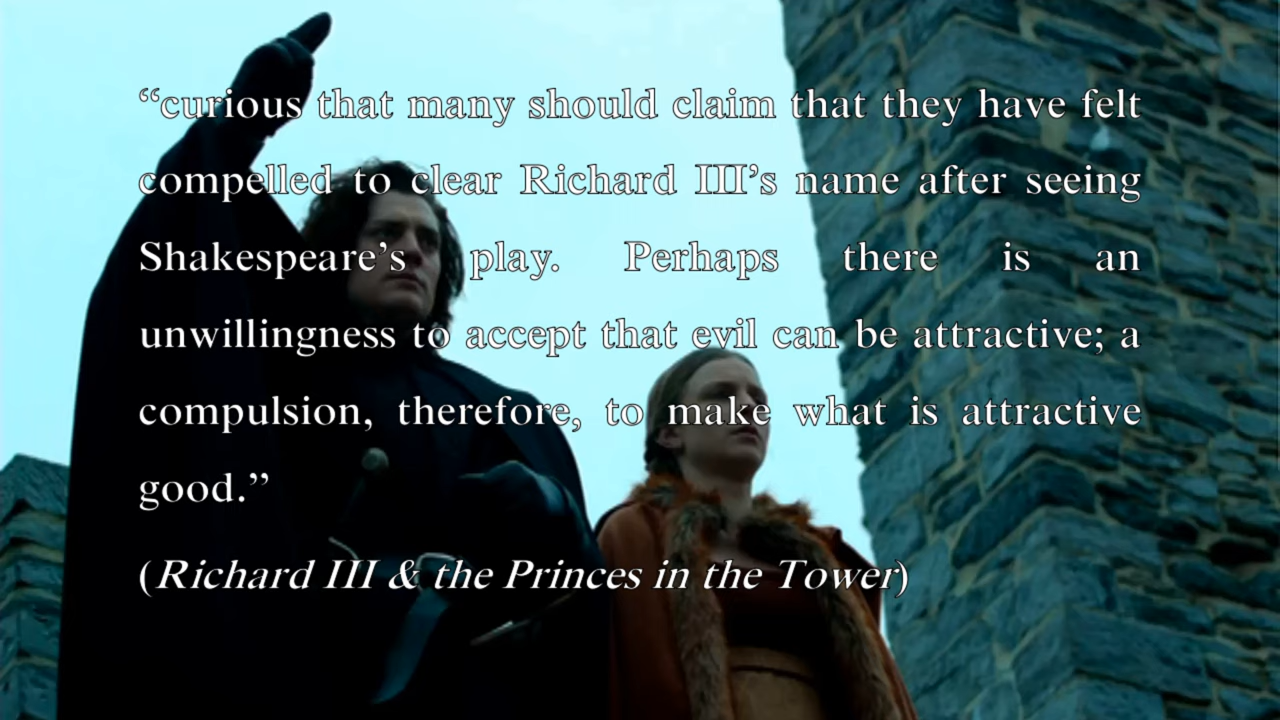 “curious that many should claim that they have felt
compelled to clear Richard III’s name after seeing
Shakespeare’s play. Perhaps there is an
unwillingness to accept that evil can be attractive; a
compulsion, therefore, to make what is attractive
good.”
(Richard III & the Princes in the Tower)